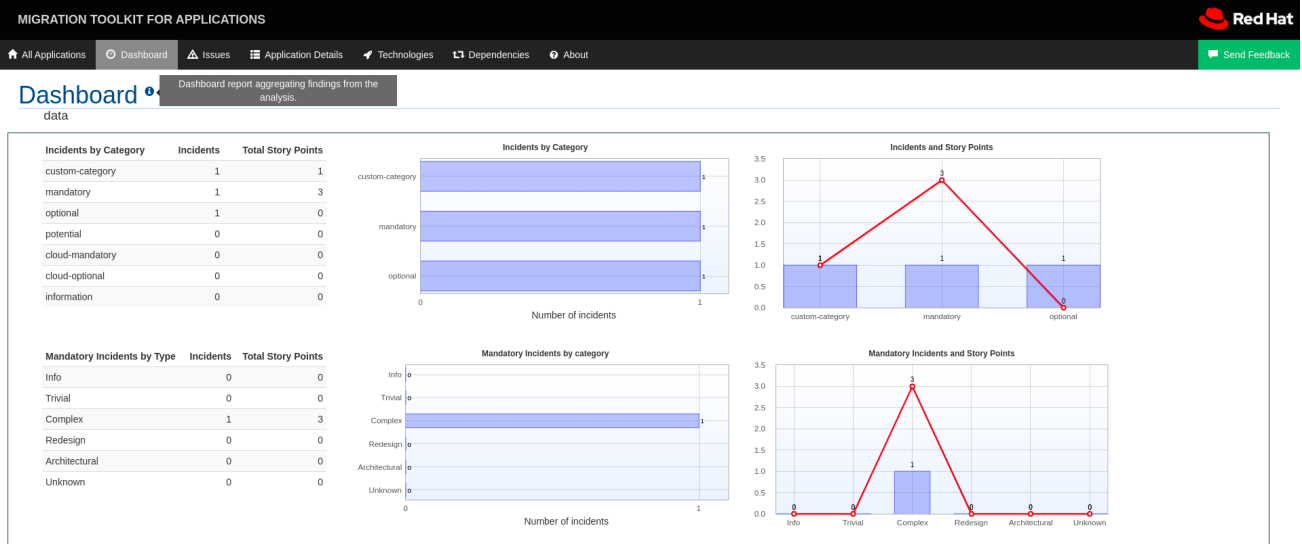 MIGRATION TOOLKIT FOR APPLICATIONS
Red Hat
All Applications Dashboard Issues Application Details Technologies Dependencies About Send Feedback
Dashboard
Dashboard report aggregating findings from the
analysis.
data
Incidents by Category Incidents Total Story Points
custom-category 1 1
mandatory 1 3
optional 1 0
potential 0 0
cloud-mandatory 0 0
cloud-optional 0 0
information 0 0
Incidents by Category
custom-category 1
mandatory 1
optional 1
0 1
Number of incidents
Incidents and Story Points
3.5
3.0 3
2.5
2.0
1.5
1.0 1 1 1
0.5
0.0 0
custom-category mandatory optional
Mandatory Incidents by Type Incidents Total Story Points
Info 0 0
Trivial 0 0
Complex 1 3
Redesign 0 0
Architectural 0 0
Unknown 0 0
Mandatory Incidents by category
Info 0
Trivial 0
Complex 1
Redesign 0
Architectural 0
Unknown 0
0 1
Number of incidents
Mandatory Incidents and Story Points
3.5
3.0 3
2.5
2.0
1.5
1.0 1
0.5
0.0 0 0 0 0 0
Info Trivial Complex Redesign Architectural Unknown